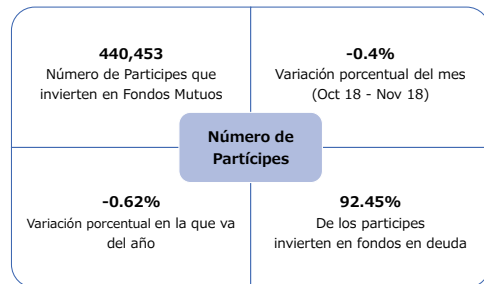 440,453
Número de Participes que
invierten en Fondos Mutuos
-0.4%
Variación porcentual del mes
(Oct 18 - Nov 18)
Número de
Partícipes
-0.62%
Variación porcentual en la que va
del año
92.45%
De los participes
invierten en fondos en deuda